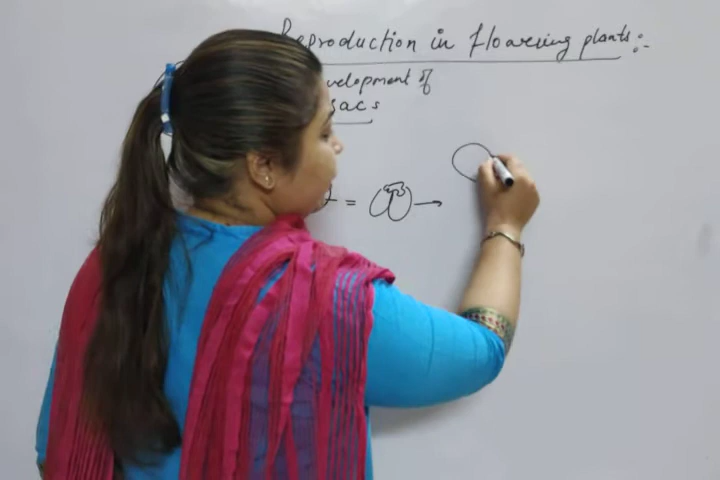 Reproduction in flowering plants:-
velopment of
sacs
=